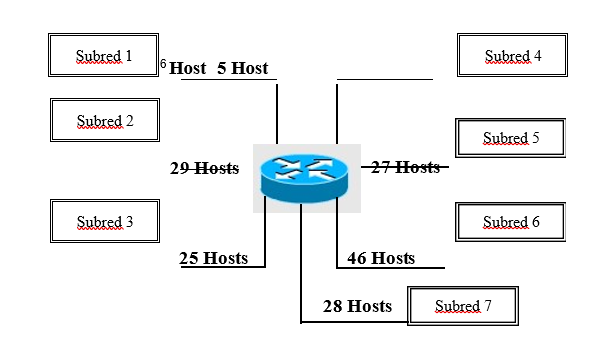 Subred 1
6 Host 5 Host
Subred 4
Subred 2
Subred 5
29 Hosts
27 Hosts
Subred 3
Subred 6
25 Hosts
46 Hosts
28 Hosts
Subred 7